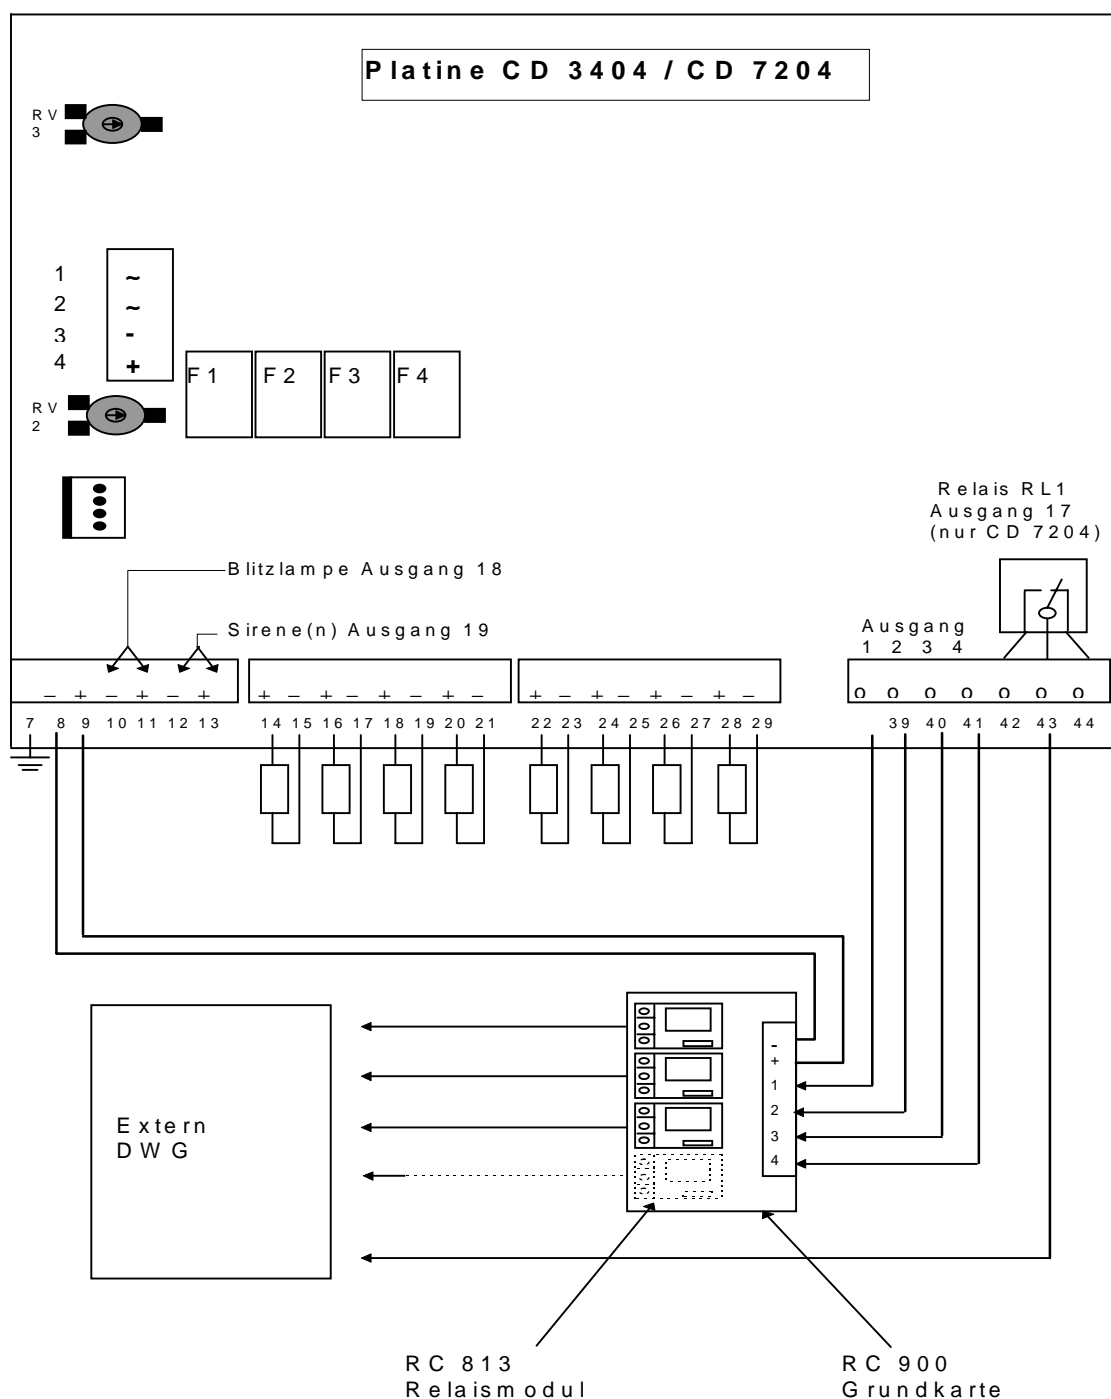 Platine CD 3404 / CD 7204
RV
3
1 ~
2 ~
3 -
4 +
F1 F2 F3 F4
RV
2
Relais RL1
Ausgang 17
(nur CD 7204)
Blitzlampe Ausgang 18
Sirene(n) Ausgang 19
Ausgang
1 2 3 4
- + - + - + + - + - + - + - + - + - + - + - o o o o o o o
7 8 9 10 11 12 13 14 15 16 17 18 19 20 21 22 23 24 25 26 27 28 29 39 40 41 42 43 44
-
+
1
2
3
4
Extern
DWG
RC 813
Relaismodul
RC 900
Grundkarte